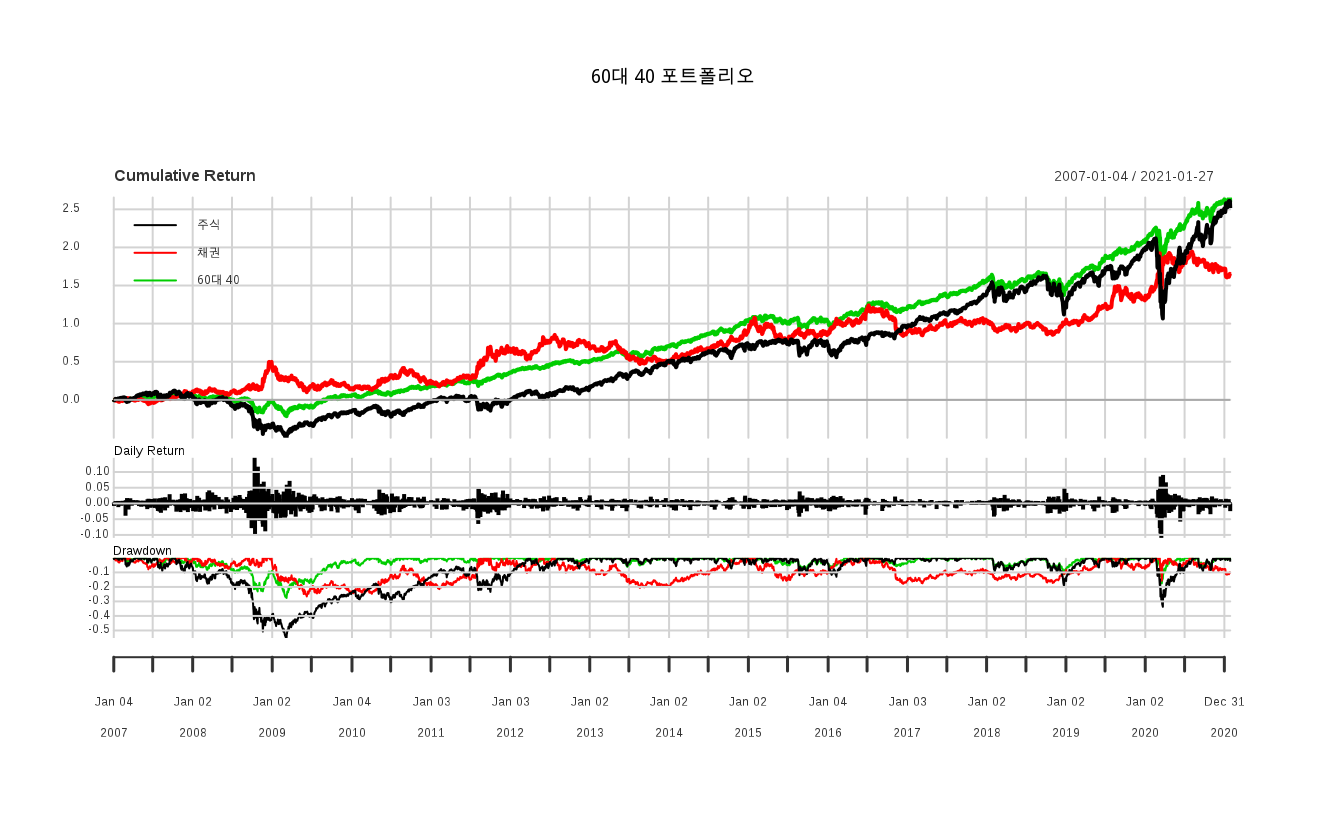 60대 40 포트폴리오
Cumulative Return 2007-01-04 / 2021-01-27
2.5
2.0
1.5
1.0
0.5
0.0
주식
채권
60대 40
Daily Return
0.10
0.05
0.00
-0.05
-0.10
Drawdown
-0.1
-0.2
-0.3
-0.4
-0.5
Jan 04 Jan 02 Jan 02 Jan 04 Jan 03 Jan 03 Jan 02 Jan 02 Jan 02 Jan 04 Jan 03 Jan 02 Jan 02 Jan 02 Dec 31
2007 2008 2009 2010 2011 2012 2013 2014 2015 2016 2017 2018 2019 2020 2020